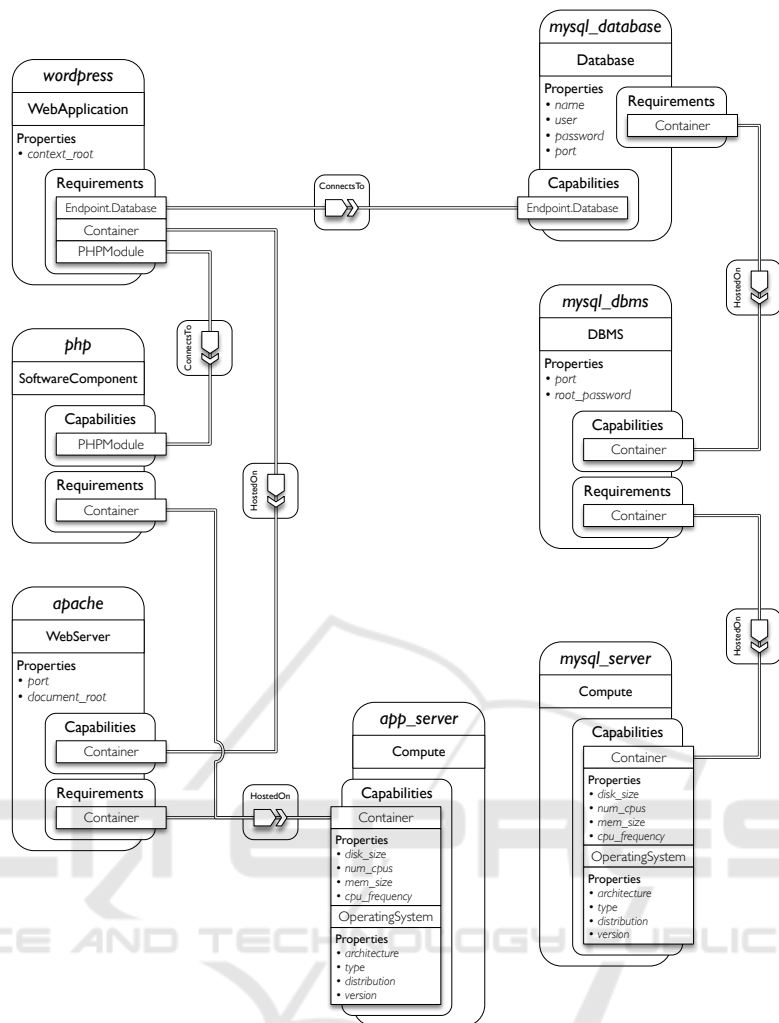 wordpress
WebApplication
Properties
• context_root
Requirements
Endpoint.Database
Container
PHPModule
ConnectsTo
mysql_database
Database
Properties
• name
• user
• password
• port
Requirements
Container
Capabilities
Endpoint.Database
HostedOn
php
SoftwareComponent
Capabilities
PHPModule
Requirements
Container
ConnectsTo
HostedOn
mysql_dbms
DBMS
Properties
• port
• root_password
Capabilities
Container
Requirements
Container
HostedOn
apache
WebServer
Properties
• port
• document_root
Capabilities
Container
Requirements
Container
HostedOn
app_server
Compute
Capabilities
Container
Properties
• disk_size
• num_cpus
• mem_size
• cpu_frequency
OperatingSystem
Properties
• architecture
• type
• distribution
• version
mysql_server
Compute
Capabilities
Container
Properties
• disk_size
• num_cpus
• mem_size
• cpu_frequency
OperatingSystem
Properties
• architecture
• type
• distribution
• version